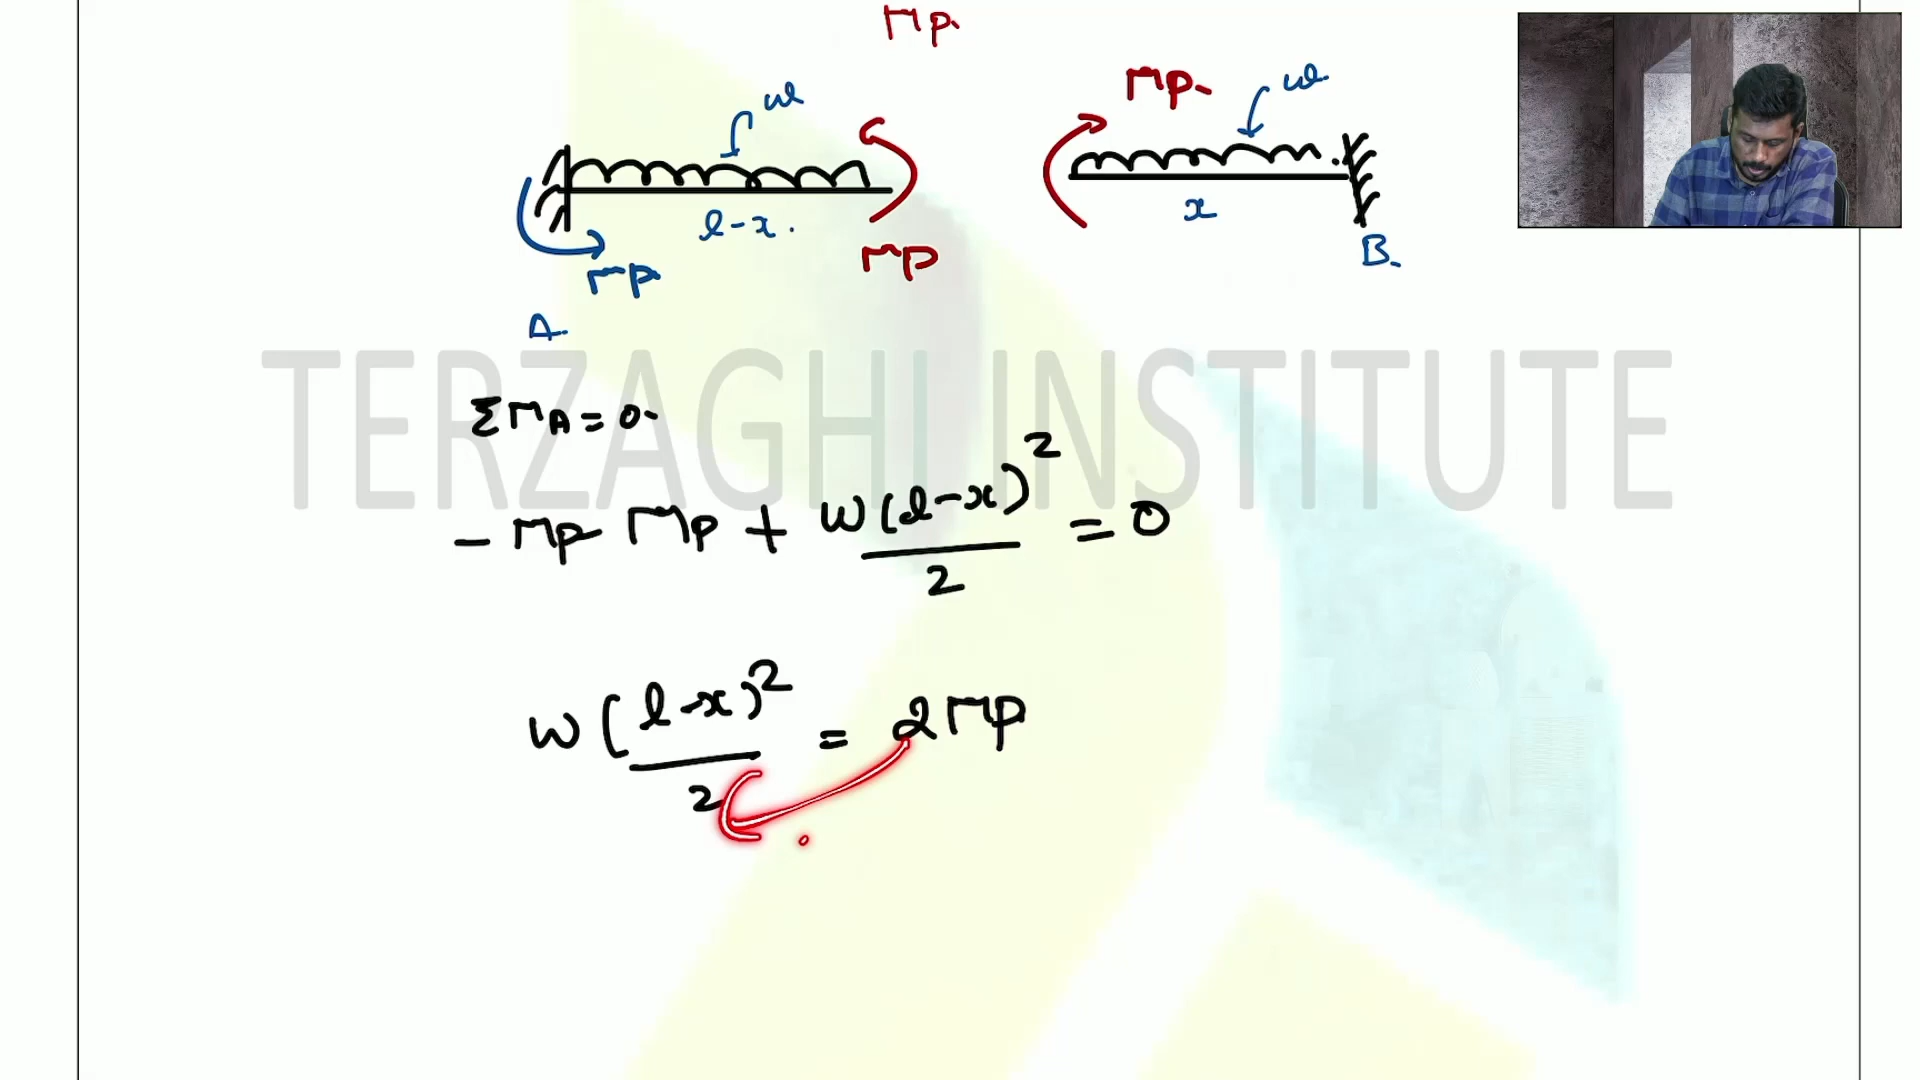 Mp.
w
Mp.
w
l-x.
x
Mp
Mp.
B.
A
TERZAGHI INSTITUTE
ΣMA=0.
- Mp - Mp + w(l-x)²/2 = 0
w(l-x)²/2 = 2Mp